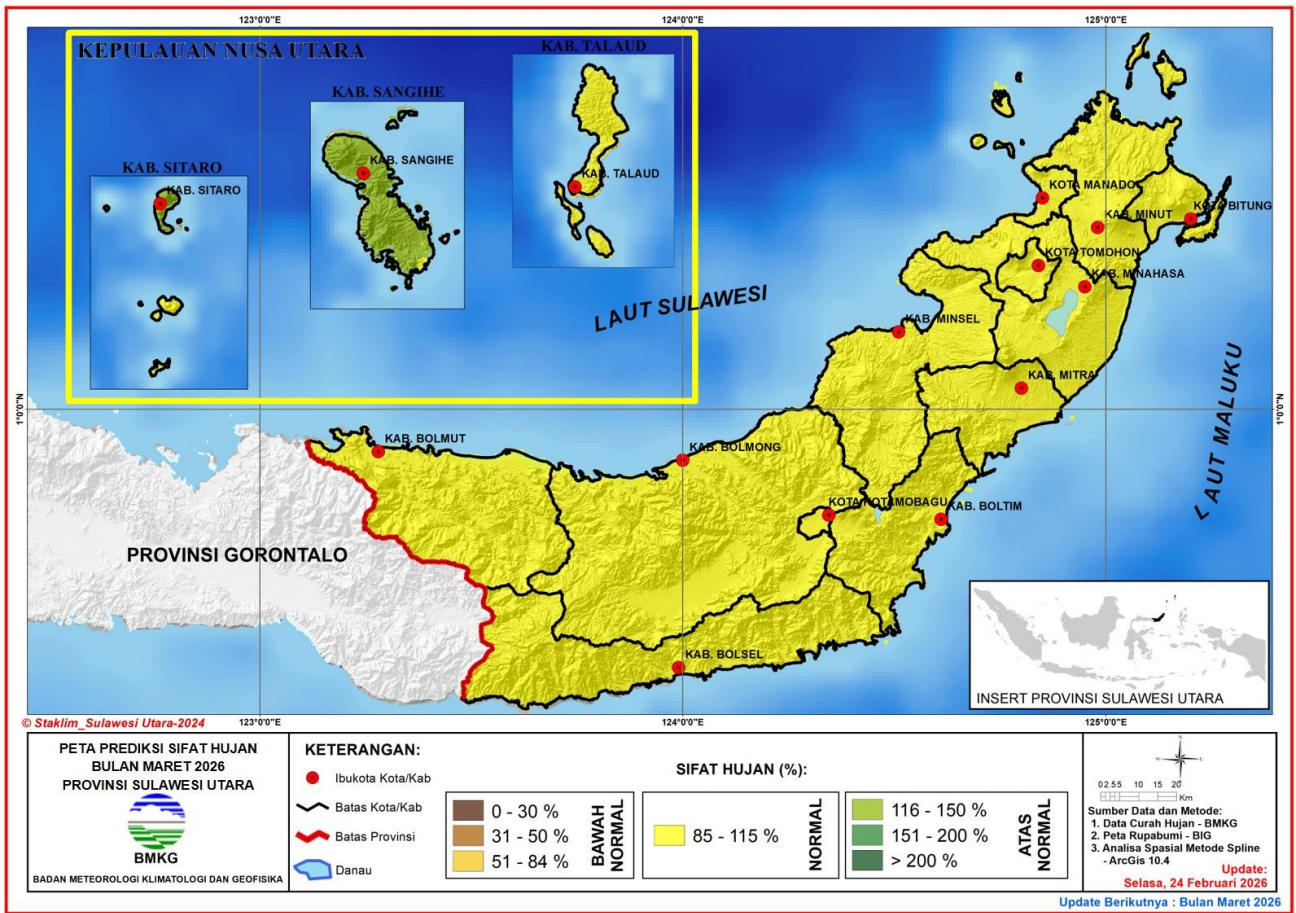 123°0'0"E
124°0'0"E
125°0'0"E
KEPULAUAN NUSA UTARA
KAB. TALAUD
KAB. SANGIHE
KAB. SITARO
KAB. SANGIHE
KAB. SITARO
KAB. TALAUD
KOTA MANADO
KAB. MINUT
KOTA BITUNG
KOTA TOMOHON
KAB. MINAHASA
LAUT SULAWESI
KAB. MINSEL
KAB. MITRA
LAUT MALUKU
1°0'0"N
1°0'0"N
KAB. BOLMUT
KAB. BOLMONG
KOTA KOTAMOBAGU
KAB. BOLTIM
PROVINSI GORONTALO
KAB. BOLSEL
INSERT PROVINSI SULAWESI UTARA
© Staklim_Sulawesi Utara-2024
123°0'0"E
124°0'0"E
125°0'0"E
PETA PREDIKSI SIFAT HUJAN
BULAN MARET 2026
PROVINSI SULAWESI UTARA
BMKG
BADAN METEOROLOGI KLIMATOLOGI DAN GEOFISIKA
KETERANGAN:
Ibukota Kota/Kab
Batas Kota/Kab
Batas Provinsi
Danau
SIFAT HUJAN (%):
0 - 30 %
31 - 50 %
51 - 84 %
BAWAH
NORMAL
85 - 115 %
NORMAL
116 - 150 %
151 - 200 %
> 200 %
ATAS
NORMAL
N
W
E
S
0 2.5 5 10 15 20
Km
Sumber Data dan Metode:
1. Data Curah Hujan - BMKG
2. Peta Rupabumi - BIG
3. Analisa Spasial Metode Spline
- ArcGis 10.4
Update:
Selasa, 24 Februari 2026
Update Berikutnya : Bulan Maret 2026